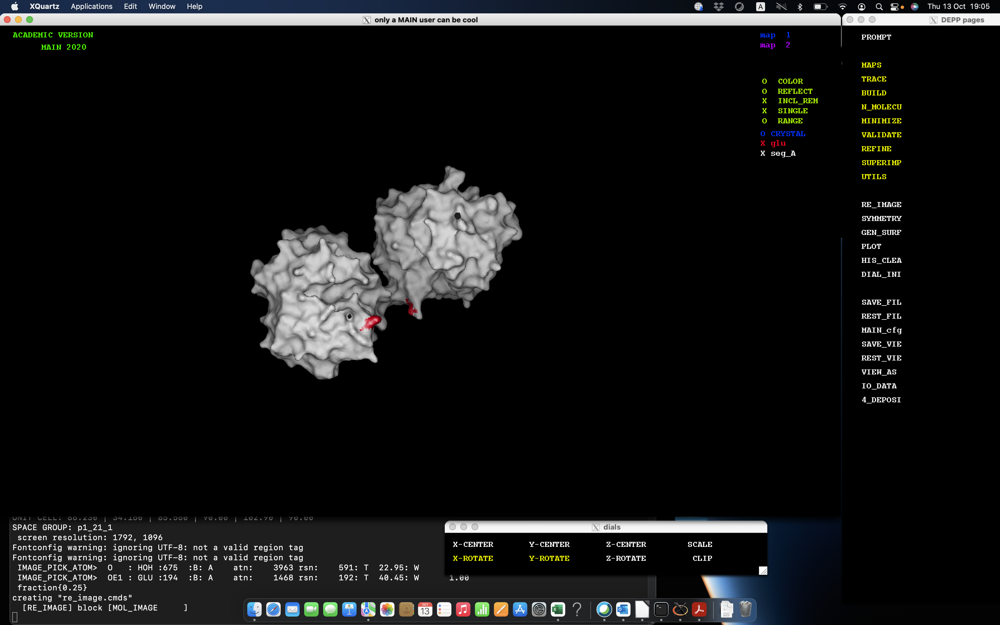 XQuartz Applications Edit Window Help
A Thu 13 Oct 19:05
only a MAIN user can be cool
DEPP pages
ACADEMIC VERSION
MAIN 2020
map 1
map 2
O COLOR
O REFLECT
X INCL_REM
X SINGLE
O RANGE
O CRYSTAL
X glu
X seg_A
PROMPT
MAPS
TRACE
BUILD
N_MOLECU
MINIMIZE
VALIDATE
REFINE
SUPERIMP
UTILS
RE_IMAGE
SYMMETRY
GEN_SURF
PLOT
HIS_CLEA
DIAL_INI
SAVE_FIL
REST_FIL
MAIN_cfg
SAVE_VIE
REST_VIE
VIEW_AS
IO_DATA
4_DEPOSI
UNIT CELL: 86.230 | 34.160 | 85.560 | 90.00 | 102.90 | 90.00
SPACE GROUP: p1_21_1
screen resolution: 1792, 1096
Fontconfig warning: ignoring UTF-8: not a valid region tag
Fontconfig warning: ignoring UTF-8: not a valid region tag
IMAGE_PICK_ATOM> O : HOH :675 :B: A atn: 3963 rsn: 591: T 22.95: W
IMAGE_PICK_ATOM> OE1 : GLU :194 :B: A atn: 1468 rsn: 192: T 40.45: W 1.00
fraction{0.25}
creating "re_image.cmds"
[RE_IMAGE] block [MOL_IMAGE ]
dials
X-CENTER Y-CENTER Z-CENTER SCALE
X-ROTATE Y-ROTATE Z-ROTATE CLIP
OCT
13
DOCX